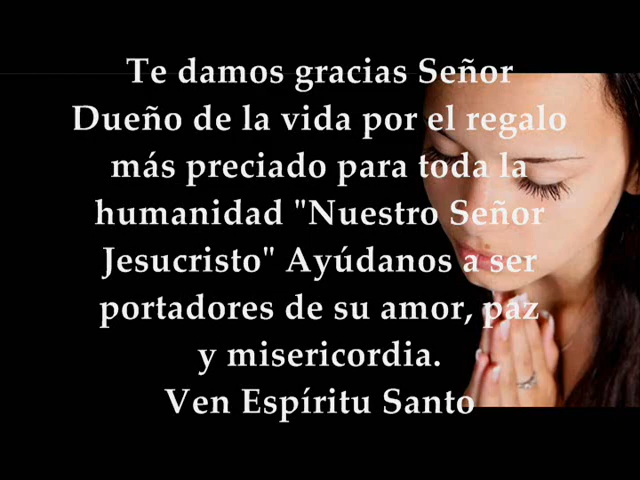 Te damos gracias Señor
Dueño de la vida por el regalo
más preciado para toda la
humanidad "Nuestro Señor
Jesucristo" Ayúdanos a ser
portadores de su amor, paz
y misericordia.
Ven Espíritu Santo